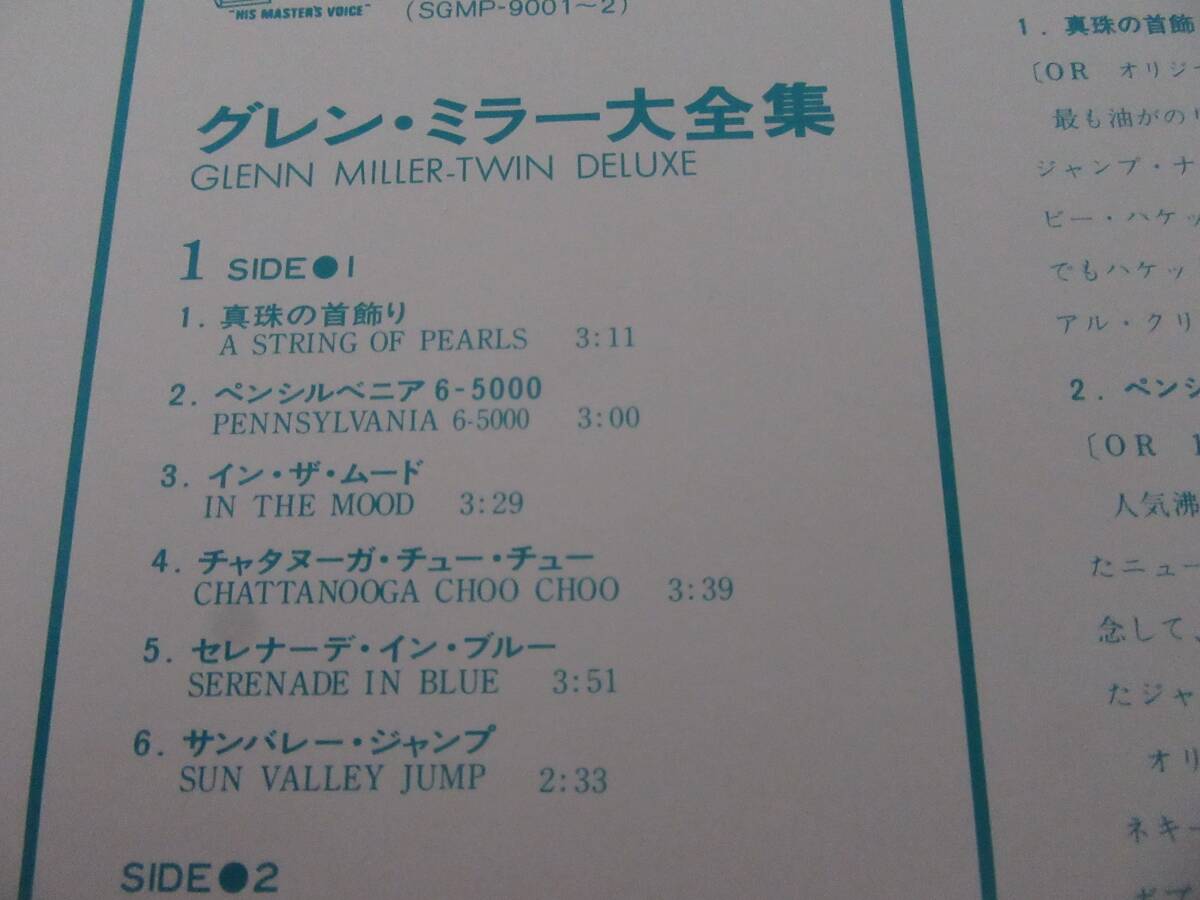 "HIS MASTER'S VOICE"
(SGMP-9001~2)
グレン・ミラー大全集
GLENN MILLER-TWIN DELUXE
1 SIDE●1
1. 真珠の首飾り
A STRING OF PEARLS 3:11
2. ペンシルベニア 6-5000
PENNSYLVANIA 6-5000 3:00
3. イン・ザ・ムード
IN THE MOOD 3:29
4. チャタヌーガ・チュー・チュー
CHATTANOOGA CHOO CHOO 3:39
5. セレナーデ・イン・ブルー
SERENADE IN BLUE 3:51
6. サンバレー・ジャンプ
SUN VALLEY JUMP 2:33
SIDE●2
1. 真珠の首飾
〔OR オリジ
最も油がの
ジャンプ・ナ
ビー・ハケッ
でもハケッ
アル・クリ
2. ペンシ
〔OR
人気沸
たニュー
念して、
たジャ
オリ
ネキー